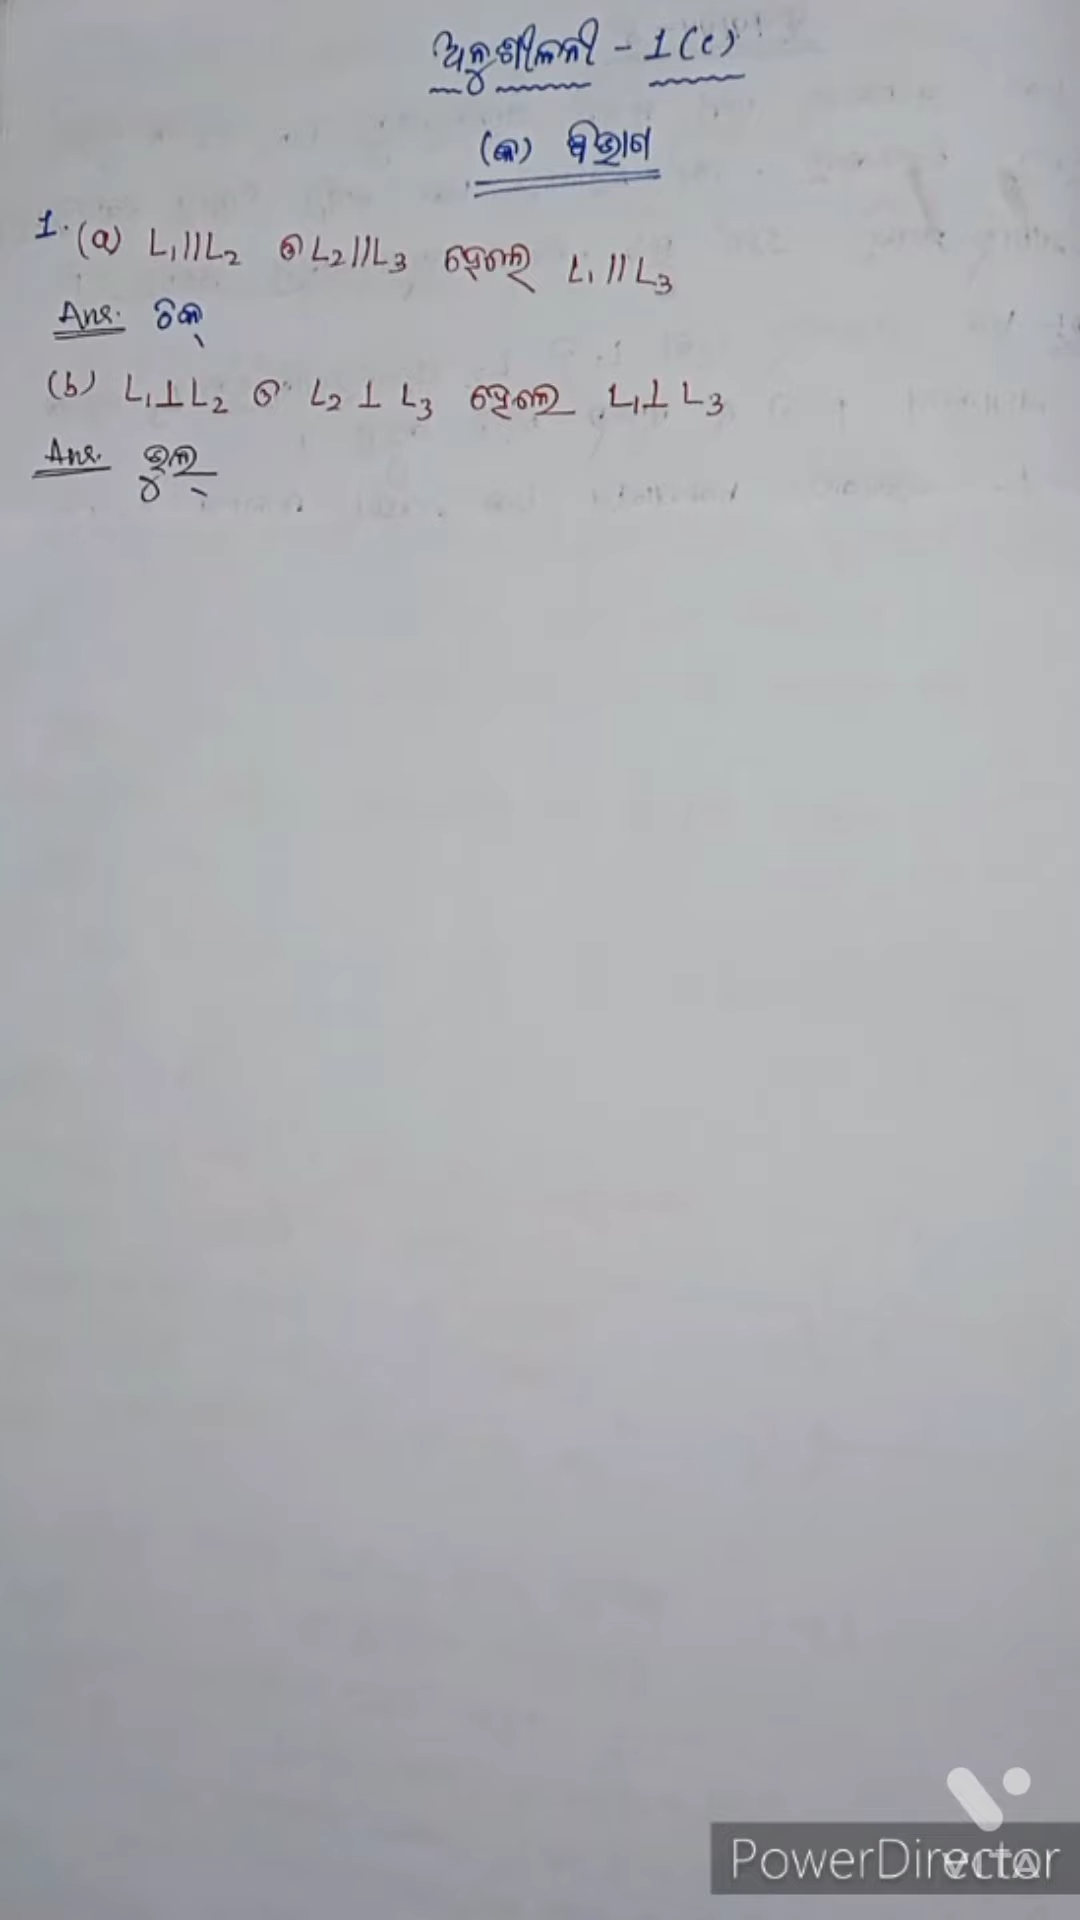 ଅନୁଶୀଳନୀ - 1(c)
(କ) ବିଭାଗ
1. (a) L₁//L₂ ଓ L₂//L₃ ହେଲେ L₁//L₃
Ans. ଠିକ୍
(b) L₁⊥L₂ ଓ L₂ ⊥ L₃ ହେଲେ L₁⊥ L₃
Ans. ଭୁଲ୍
PowerDirector
VITA